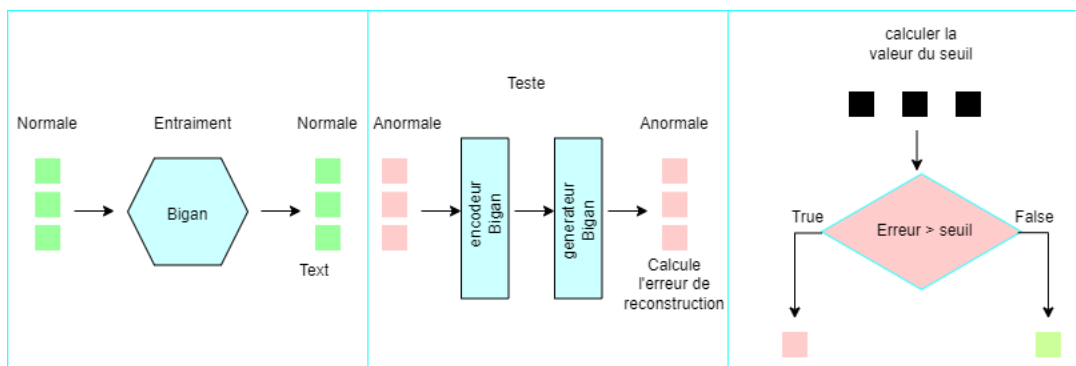 Normale
Entraiment
Normale
Bigan
Text
Teste
Anormale
Anormale
encodeur
Bigan
generateur
Bigan
Calcule
l'erreur de
reconstruction
calculer la
valeur du seuil
True
Erreur > seuil
False